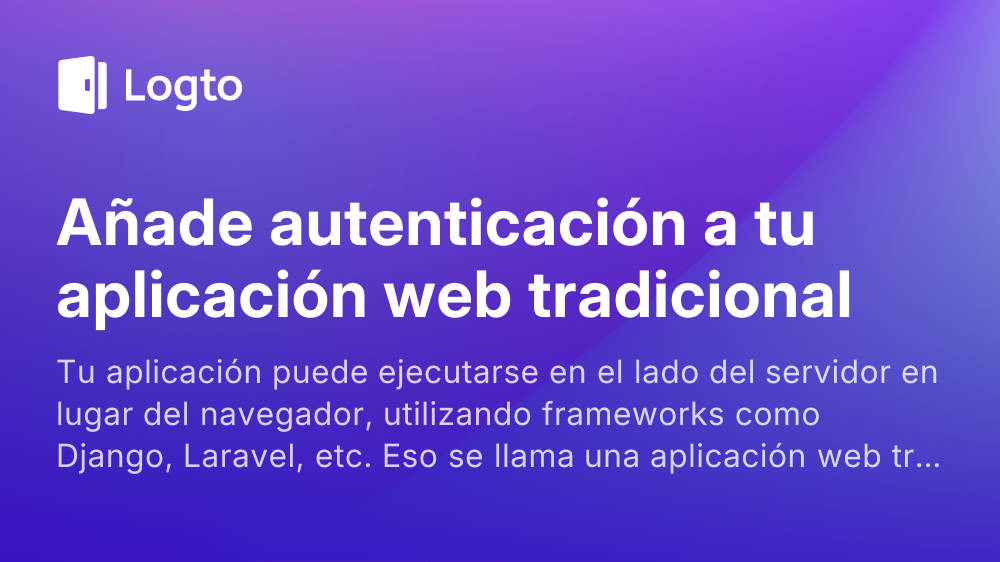 Logto
Añade autenticación a tu
aplicación web tradicional
Tu aplicación puede ejecutarse en el lado del servidor en
lugar del navegador, utilizando frameworks como
Django, Laravel, etc. Eso se llama una aplicación web tr...